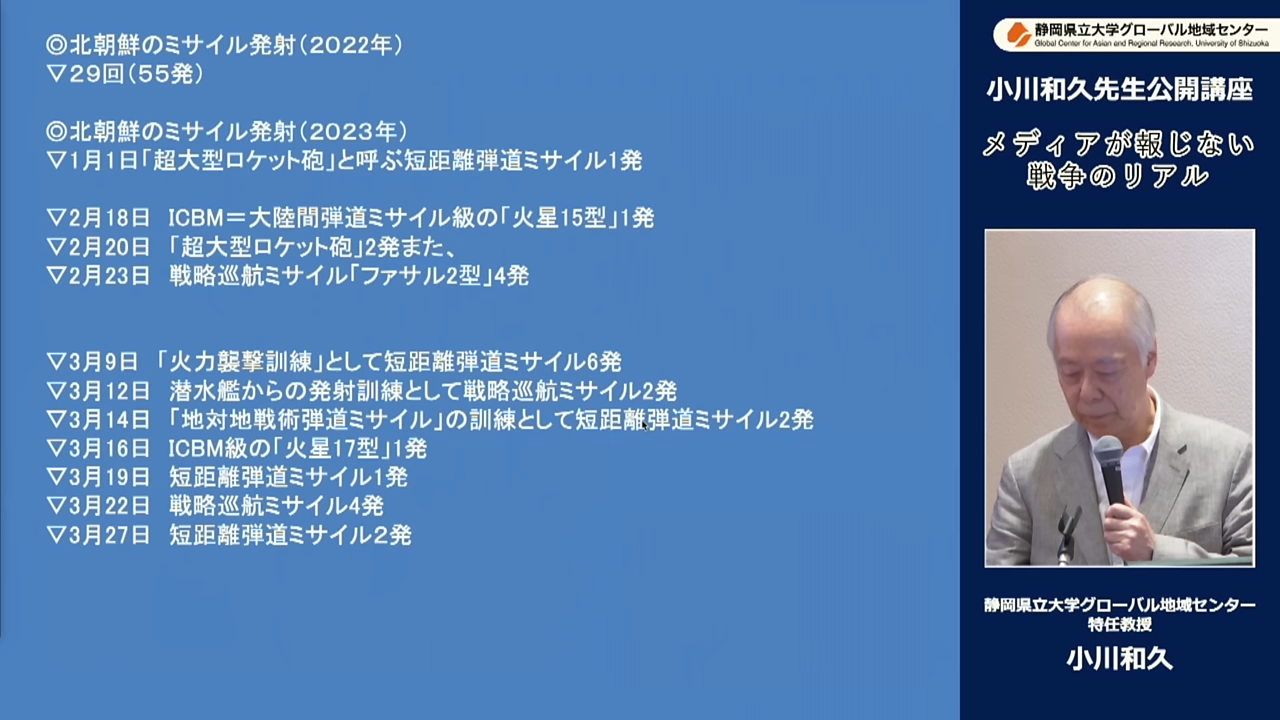 ◎北朝鮮のミサイル発射（2022年）
▽29回（55発）
◎北朝鮮のミサイル発射（2023年）
▽1月1日「超大型ロケット砲」と呼ぶ短距離弾道ミサイル1発
▽2月18日　ICBM＝大陸間弾道ミサイル級の「火星15型」1発
▽2月20日　「超大型ロケット砲」2発また、
▽2月23日　戦略巡航ミサイル「ファサル2型」4発
▽3月9日　「火力襲撃訓練」として短距離弾道ミサイル6発
▽3月12日　潜水艦からの発射訓練として戦略巡航ミサイル2発
▽3月14日　「地対地戦術弾道ミサイル」の訓練として短距離弾道ミサイル2発
▽3月16日　ICBM級の「火星17型」1発
▽3月19日　短距離弾道ミサイル1発
▽3月22日　戦略巡航ミサイル4発
▽3月27日　短距離弾道ミサイル２発
静岡県立大学グローバル地域センター
Global Center for Asian and Regional Research, University of Shizuoka
小川和久先生公開講座
メディアが報じない
戦争のリアル
静岡県立大学グローバル地域センター
特任教授
小川和久